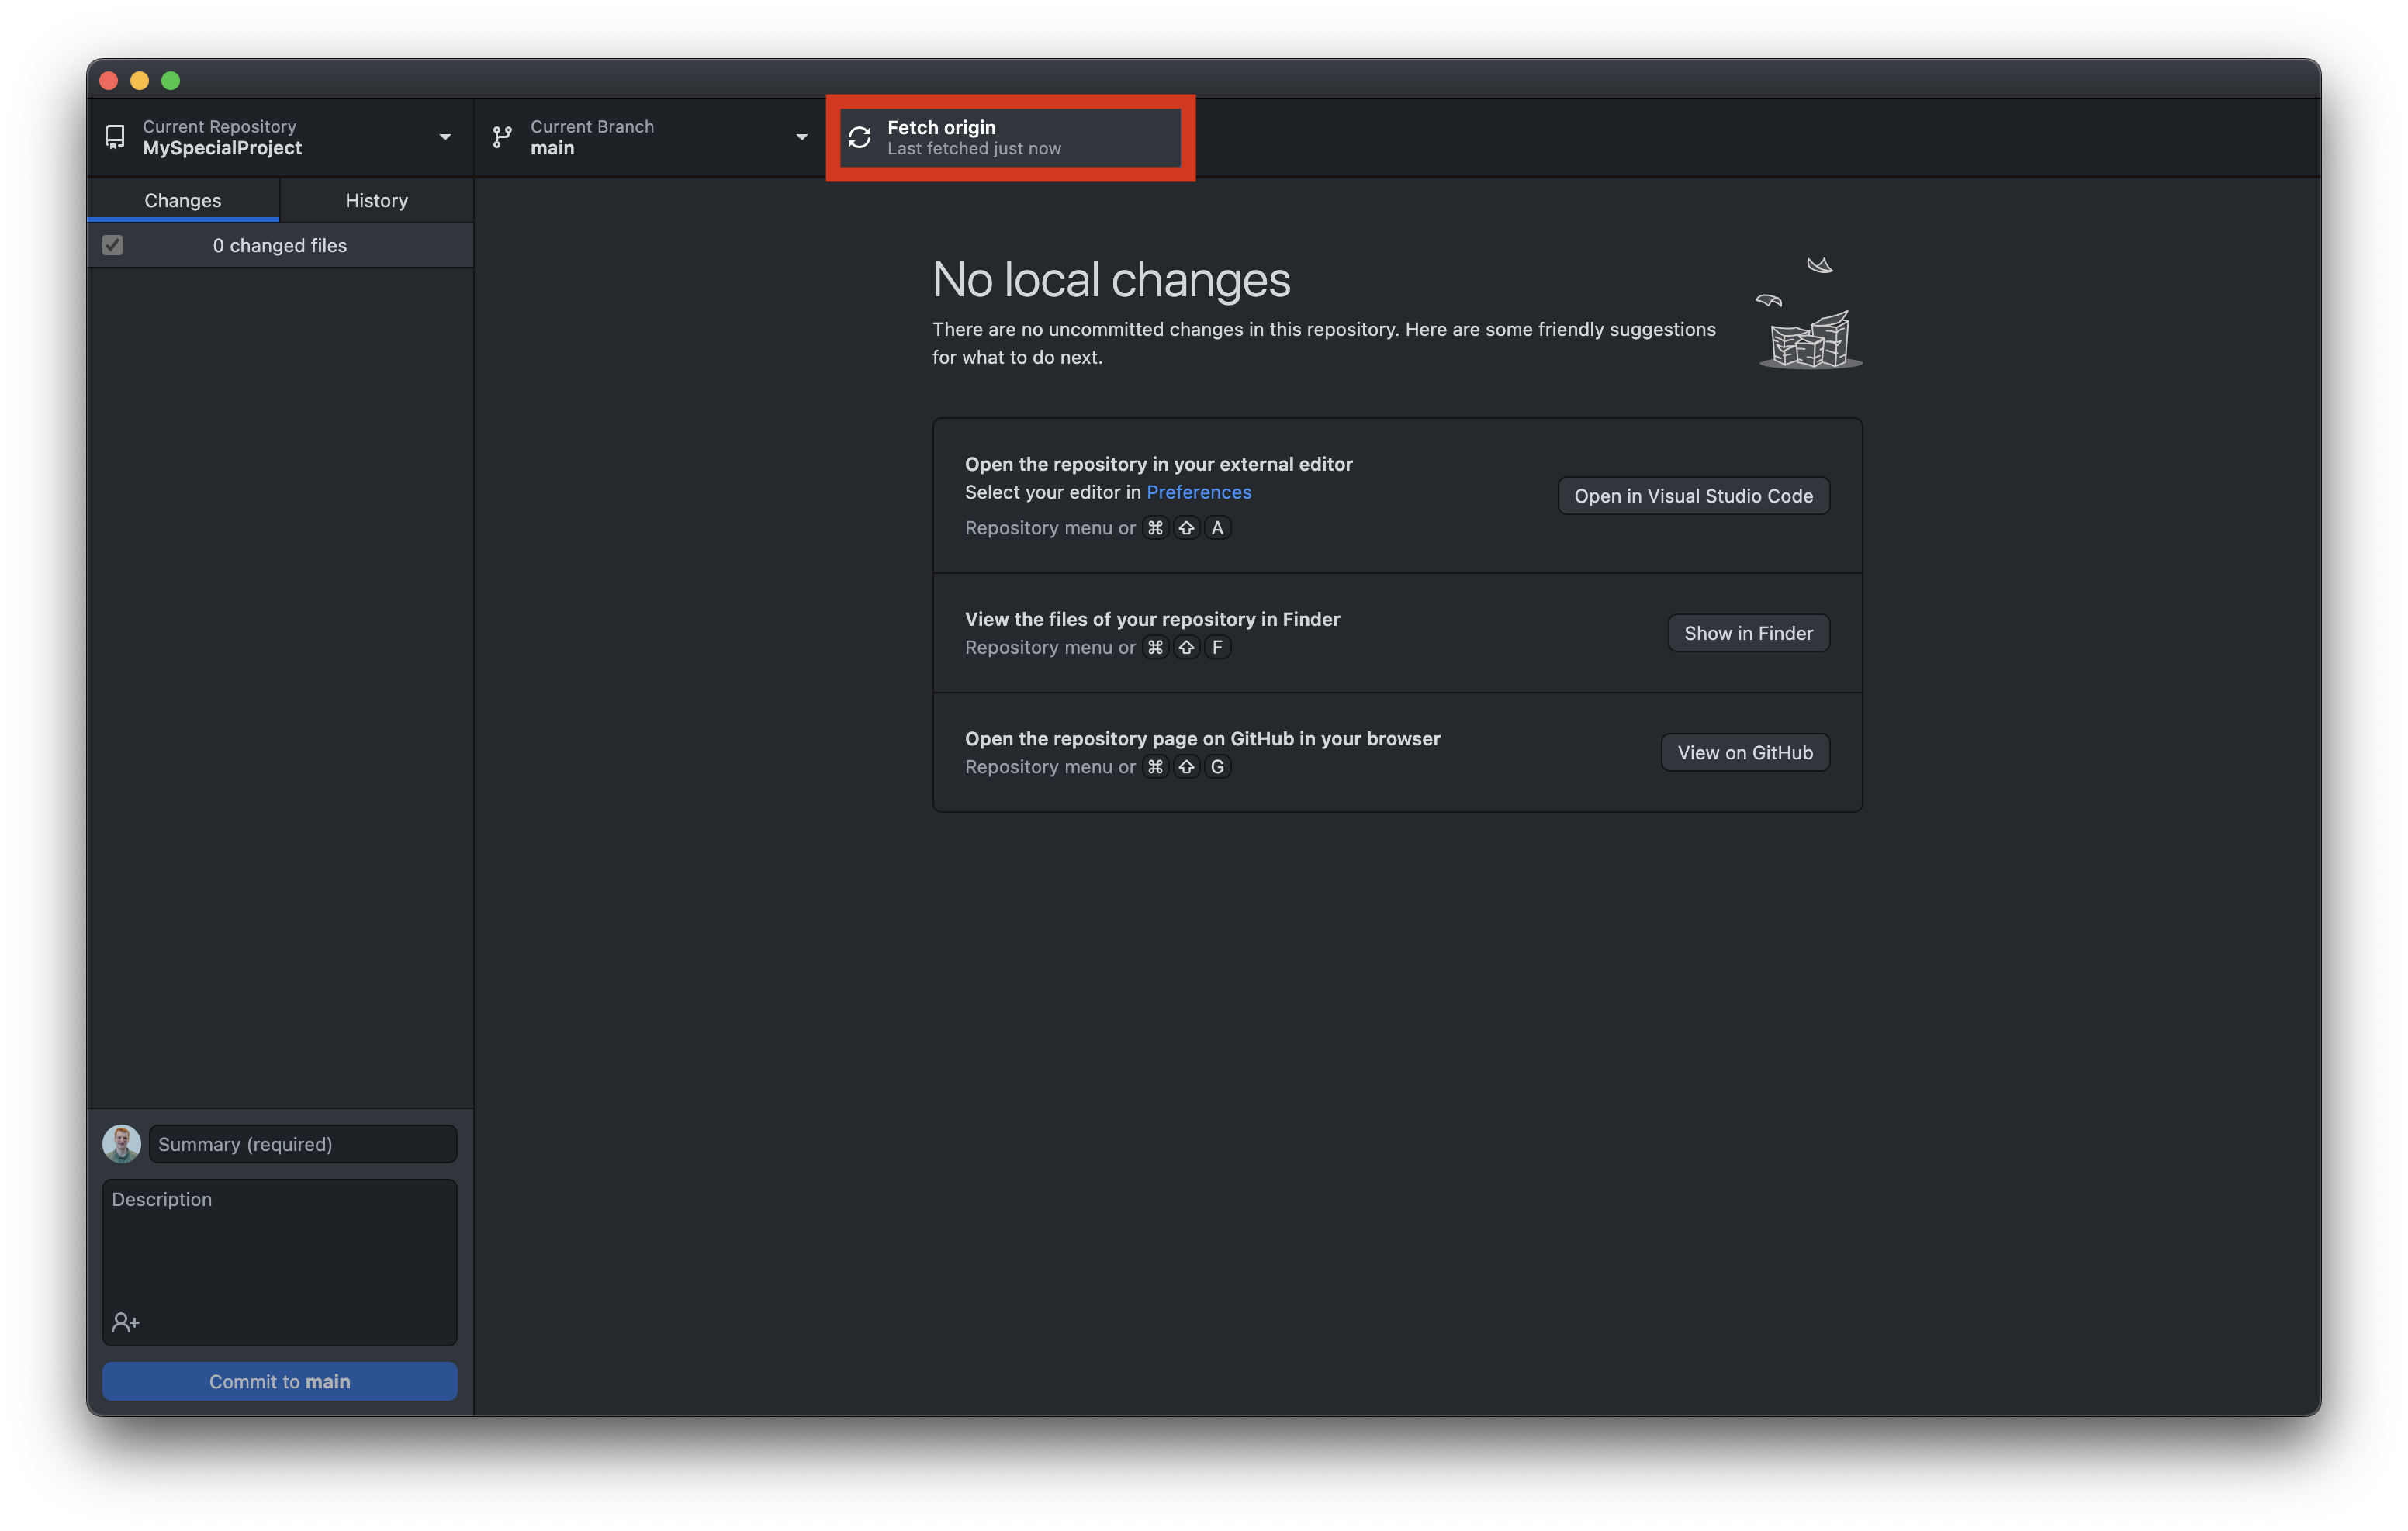 Current Repository
MySpecialProject
Current Branch
main
Fetch origin
Last fetched just now
Changes
History
0 changed files
No local changes
There are no uncommitted changes in this repository. Here are some friendly suggestions
for what to do next.
Open the repository in your external editor
Select your editor in Preferences
Repository menu or ⌘ ⇧ A
Open in Visual Studio Code
View the files of your repository in Finder
Repository menu or ⌘ ⇧ F
Show in Finder
Open the repository page on GitHub in your browser
Repository menu or ⌘ ⇧ G
View on GitHub
Summary (required)
Description
Commit to main